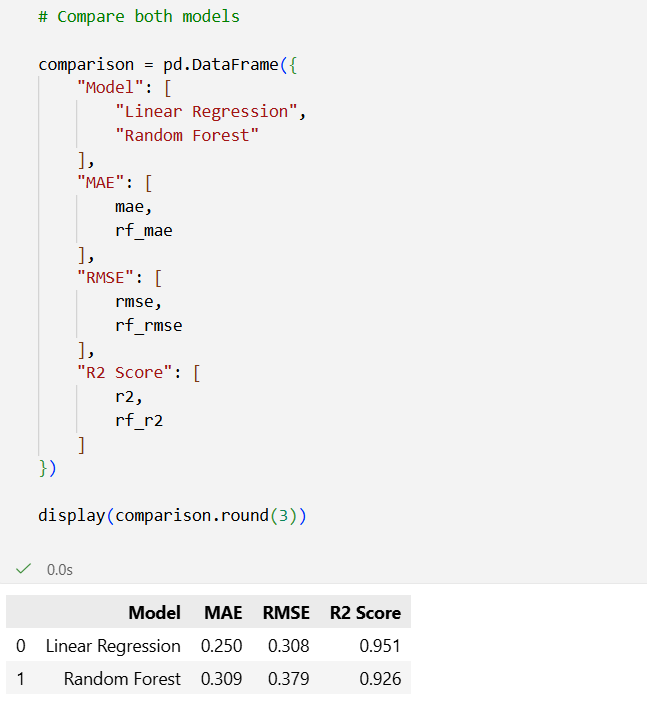 # Compare both models
comparison = pd.DataFrame({
    "Model": [
        "Linear Regression",
        "Random Forest"
    ],
    "MAE": [
        mae,
        rf_mae
    ],
    "RMSE": [
        rmse,
        rf_rmse
    ],
    "R2 Score": [
        r2,
        rf_r2
    ]
})
display(comparison.round(3))
0.0s
Model MAE RMSE R2 Score
0 Linear Regression 0.250 0.308 0.951
1 Random Forest 0.309 0.379 0.926